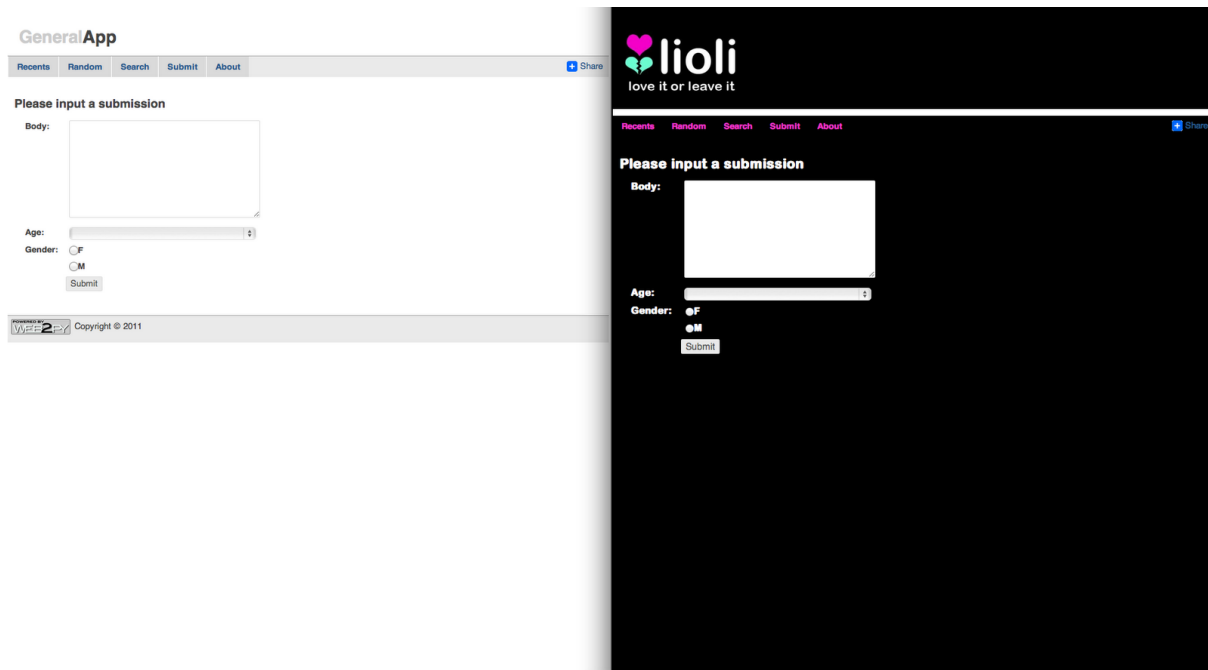 GeneralApp
Recents Random Search Submit About Share
Please input a submission
Body:
Age:
Gender: F
M
Submit
POWERED BY
WEB2PY Copyright © 2011
lioli
love it or leave it
Recents Random Search Submit About Share
Please input a submission
Body:
Age:
Gender: F
M
Submit